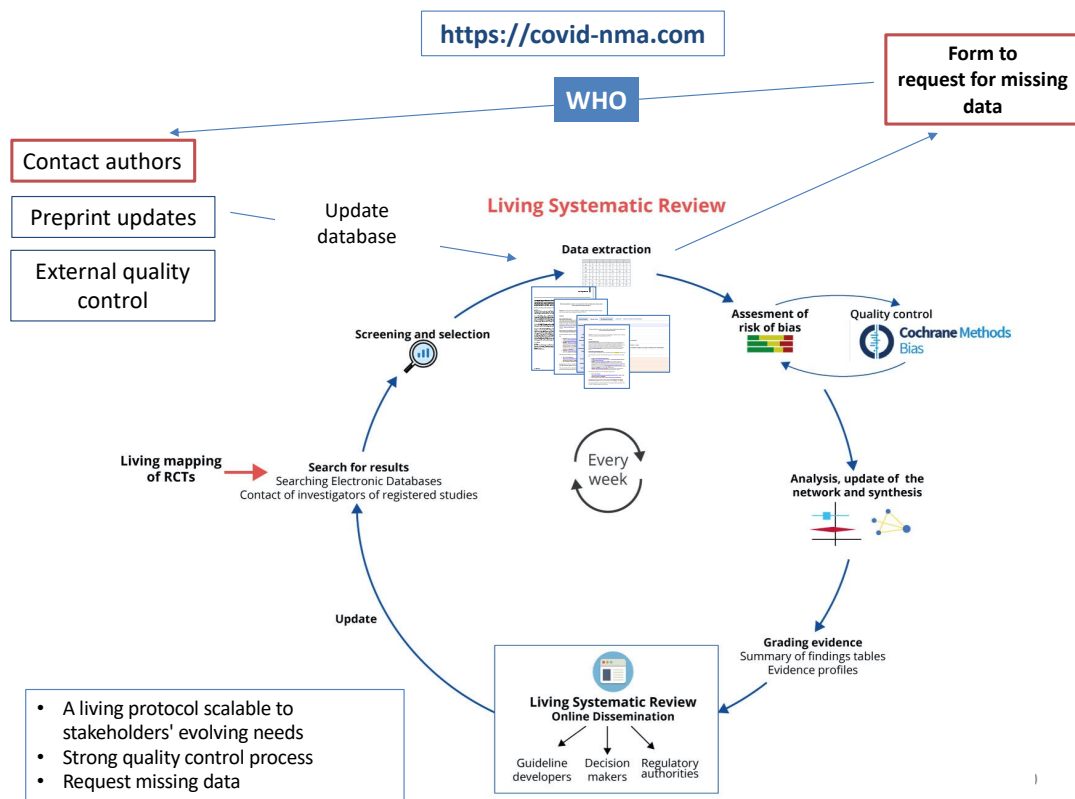 https://covid-nma.com
Form to
request for missing
data
WHO
Contact authors
Preprint updates
Update
database
External quality
control
Living Systematic Review
Data extraction
Screening and selection
Assesment of
risk of bias
Quality control
Cochrane Methods
Bias
Living mapping
of RCTs
Search for results
Searching Electronic Databases
Contact of investigators of registered studies
Every
week
Analysis, update of the
network and synthesis
Update
Grading evidence
Summary of findings tables
Evidence profiles
Living Systematic Review
Online Dissemination
Guideline
developers
Decision
makers
Regulatory
authorities
• A living protocol scalable to
stakeholders' evolving needs
• Strong quality control process
• Request missing data
)